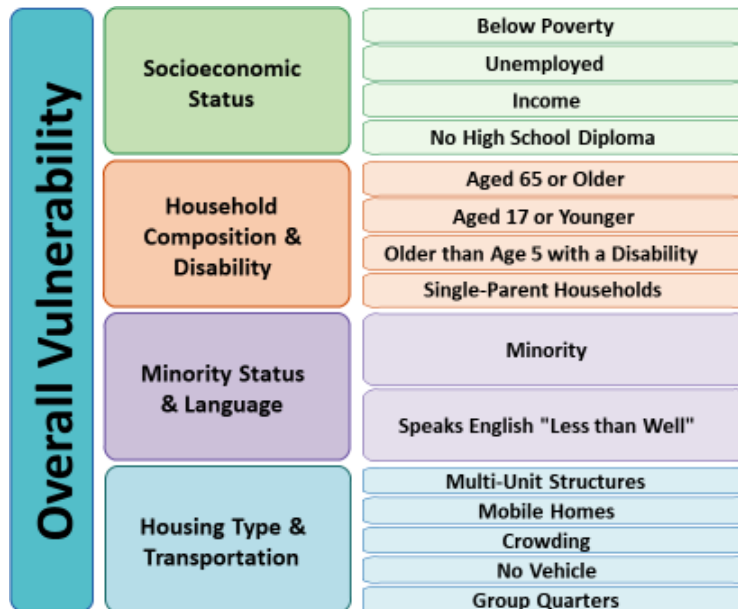 Overall Vulnerability
Socioeconomic
Status
Below Poverty
Unemployed
Income
No High School Diploma
Household
Composition &
Disability
Aged 65 or Older
Aged 17 or Younger
Older than Age 5 with a Disability
Single-Parent Households
Minority Status
& Language
Minority
Speaks English "Less than Well"
Housing Type &
Transportation
Multi-Unit Structures
Mobile Homes
Crowding
No Vehicle
Group Quarters